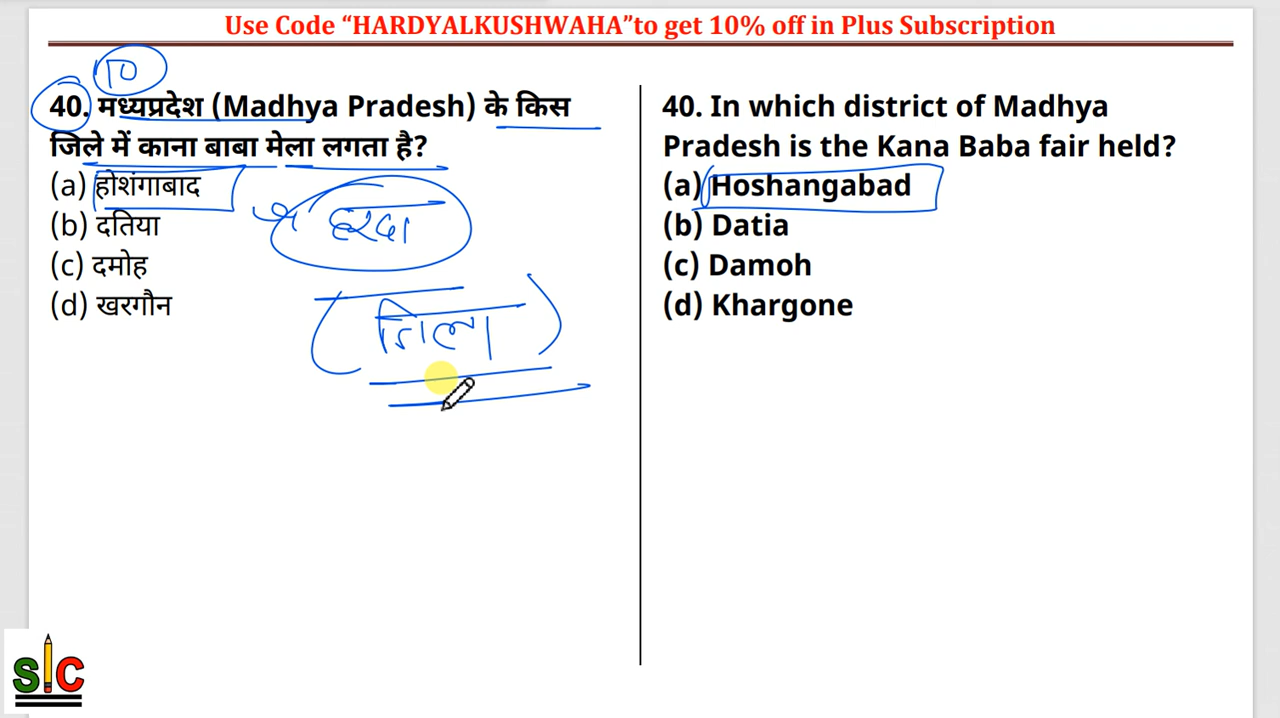 Use Code “HARDYALKUSHWAHA”to get 10% off in Plus Subscription
40. मध्यप्रदेश (Madhya Pradesh) के किस
जिले में काना बाबा मेला लगता है?
(a) होशंगाबाद
(b) दतिया
(c) दमोह
(d) खरगौन
हरदा
जिला
40. In which district of Madhya
Pradesh is the Kana Baba fair held?
(a) Hoshangabad
(b) Datia
(c) Damoh
(d) Khargone
SIC